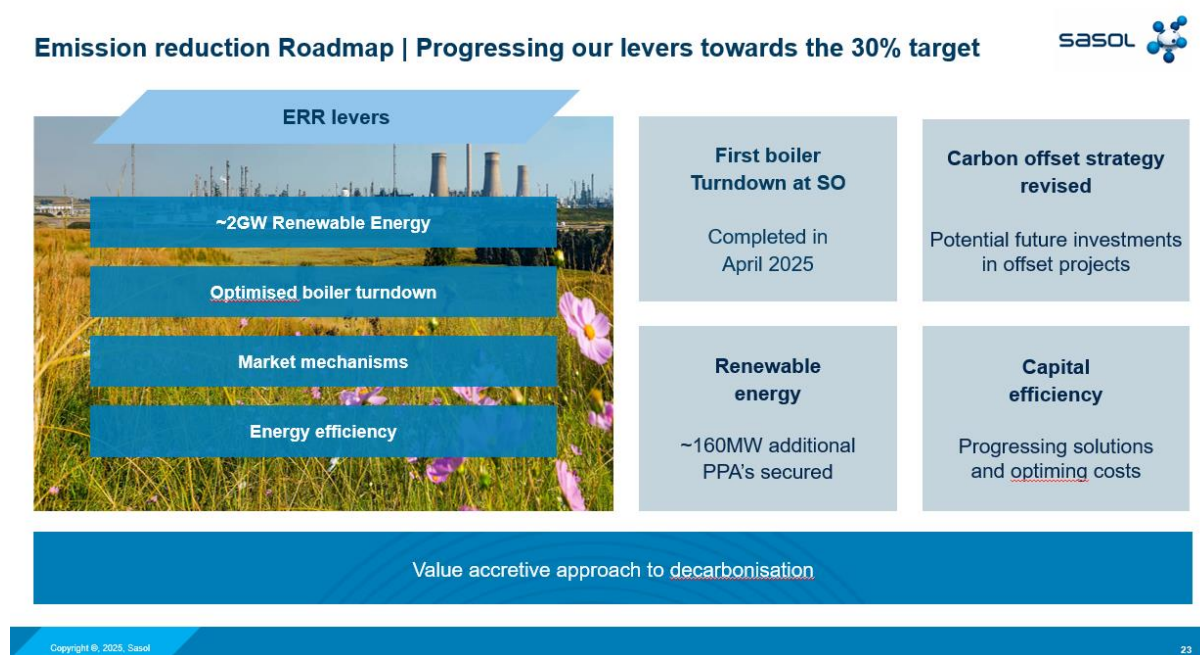 Emission reduction Roadmap | Progressing our levers towards the 30% target
sasol
ERR levers
~2GW Renewable Energy
Optimised boiler turndown
Market mechanisms
Energy efficiency
First boiler
Turndown at SO
Completed in
April 2025
Carbon offset strategy
revised
Potential future investments
in offset projects
Renewable
energy
~160MW additional
PPA's secured
Capital
efficiency
Progressing solutions
and optiming costs
Value accretive approach to decarbonisation
Copyright ©, 2025, Sasol
23